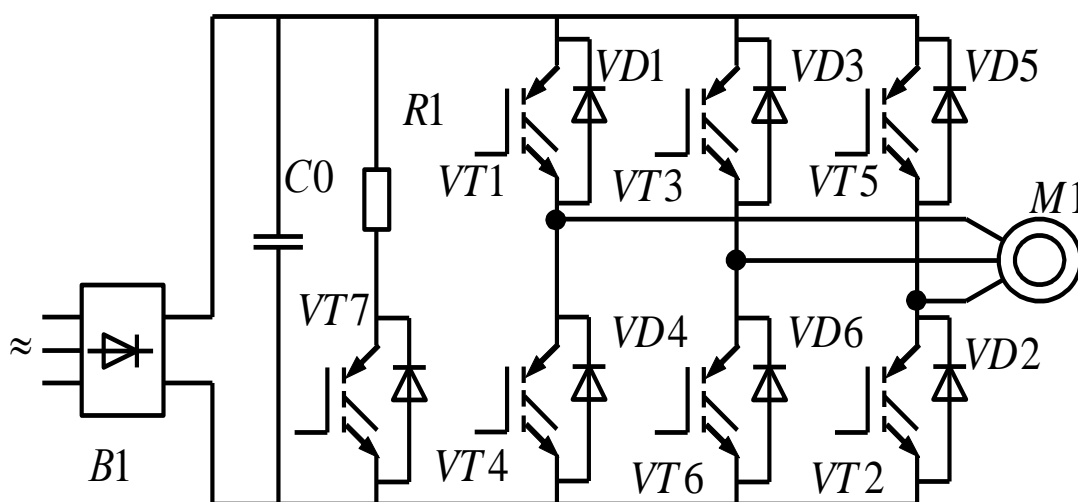 VD1
VD3
VD5
R1
C0
VT1
VT3
VT5
M1
VT7
VD4
VD6
VD2
≈
B1
VT4
VT6
VT2